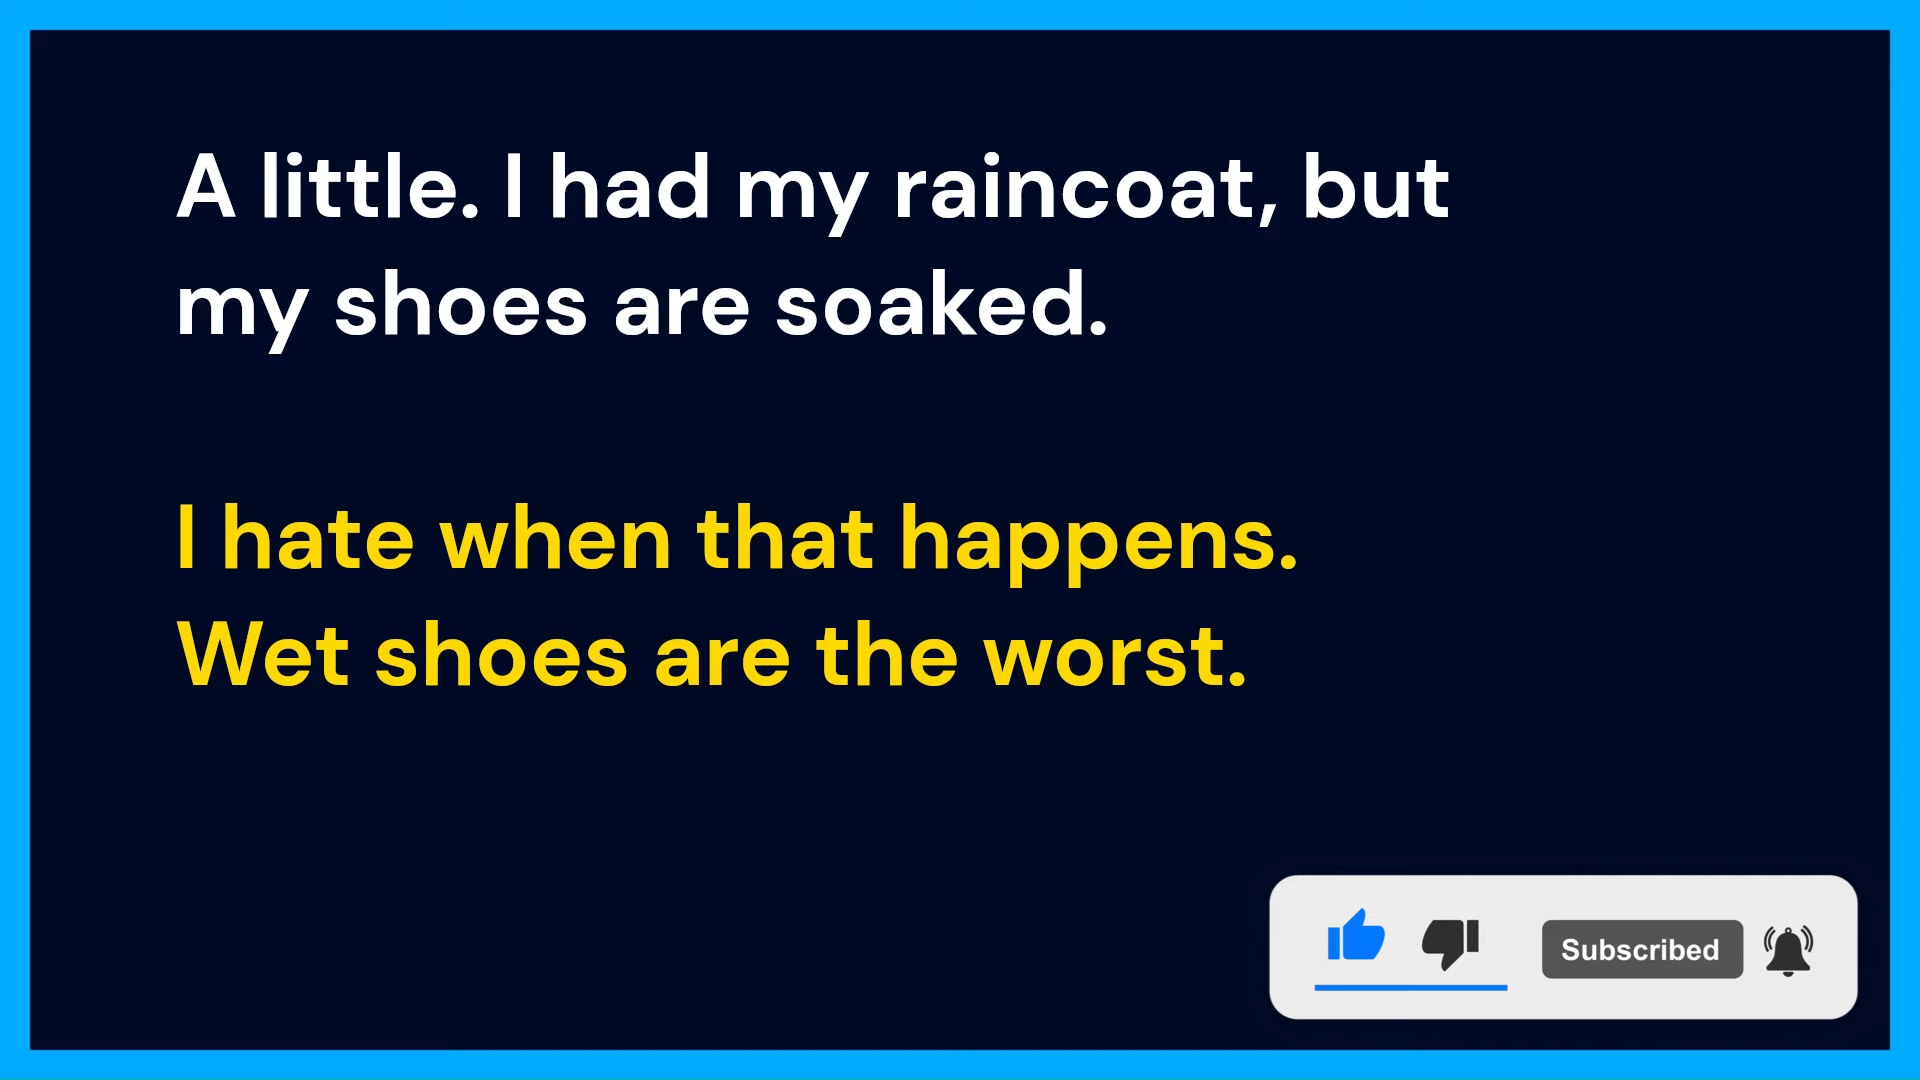 A little. I had my raincoat, but
my shoes are soaked.
I hate when that happens.
Wet shoes are the worst.
Subscribed